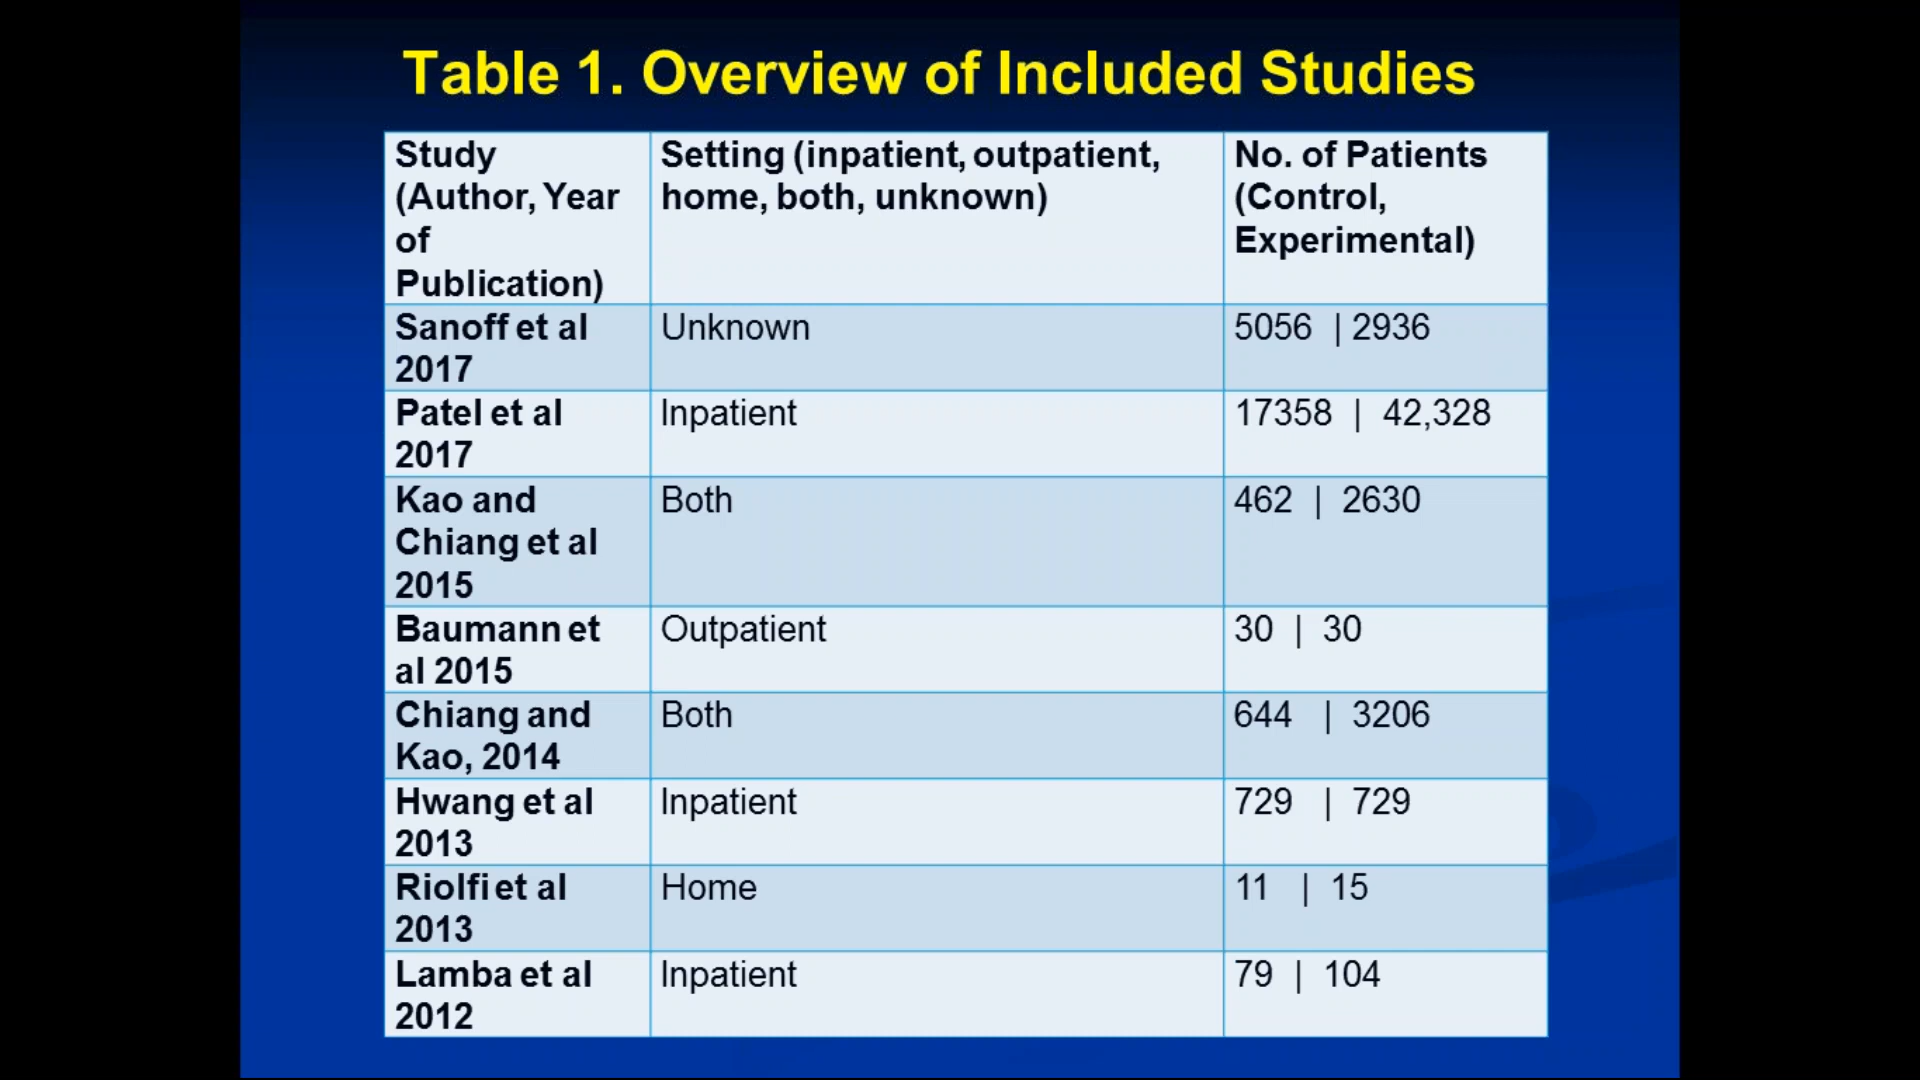 Table 1. Overview of Included Studies
Study
(Author, Year
of
Publication)
Setting (inpatient, outpatient,
home, both, unknown)
No. of Patients
(Control,
Experimental)
Sanoff et al
2017
Unknown
5056 | 2936
Patel et al
2017
Inpatient
17358 | 42,328
Kao and
Chiang et al
2015
Both
462 | 2630
Baumann et
al 2015
Outpatient
30 | 30
Chiang and
Kao, 2014
Both
644 | 3206
Hwang et al
2013
Inpatient
729 | 729
Riolfi et al
2013
Home
11 | 15
Lamba et al
2012
Inpatient
79 | 104